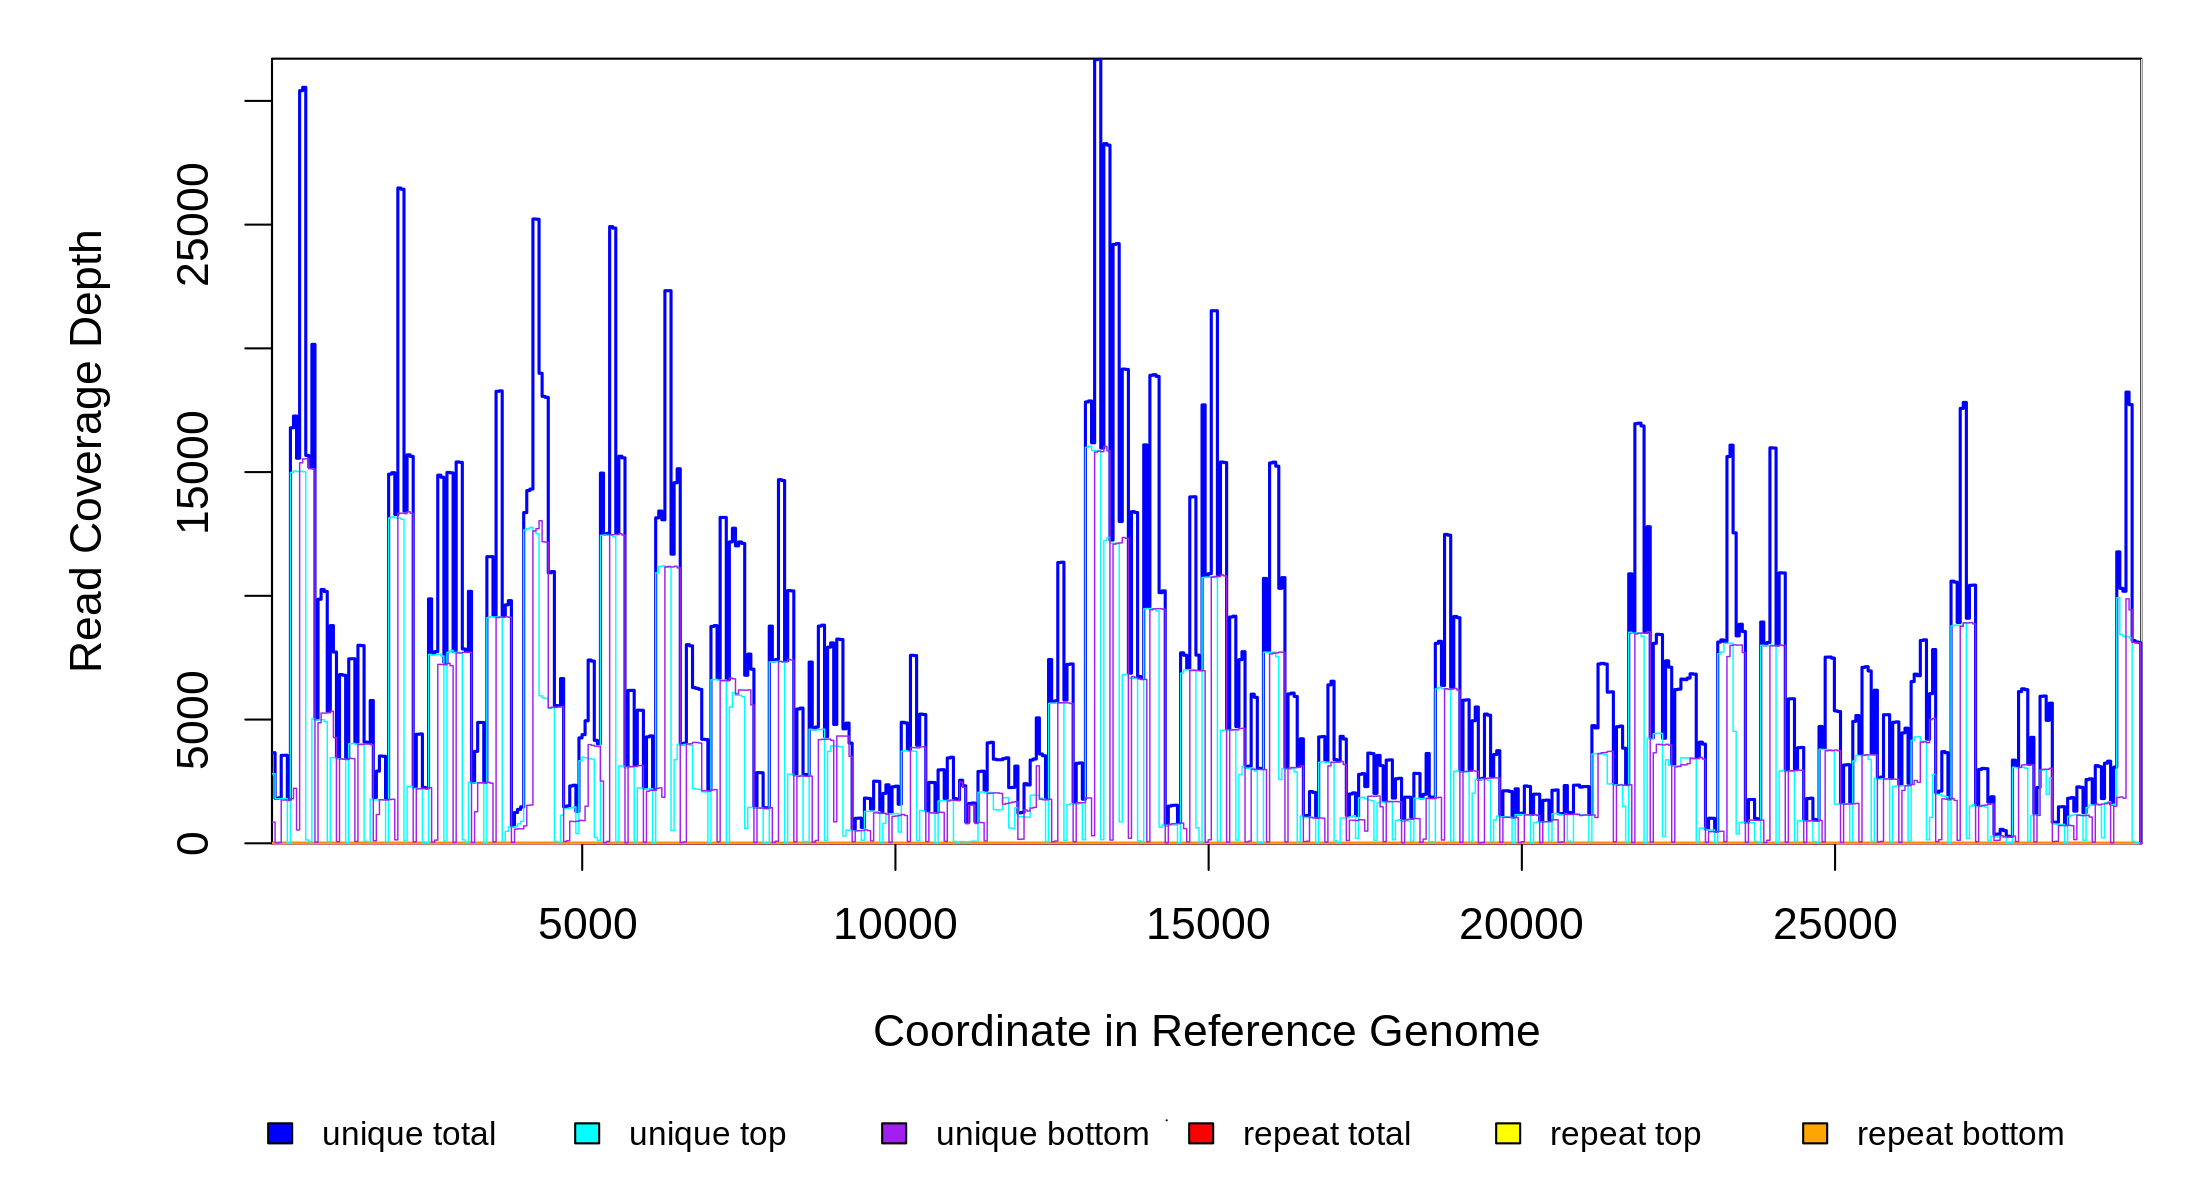 Read Coverage Depth
25000
15000
5000
0
5000 10000 15000 20000 25000
Coordinate in Reference Genome
unique total unique top unique bottom repeat total repeat top repeat bottom